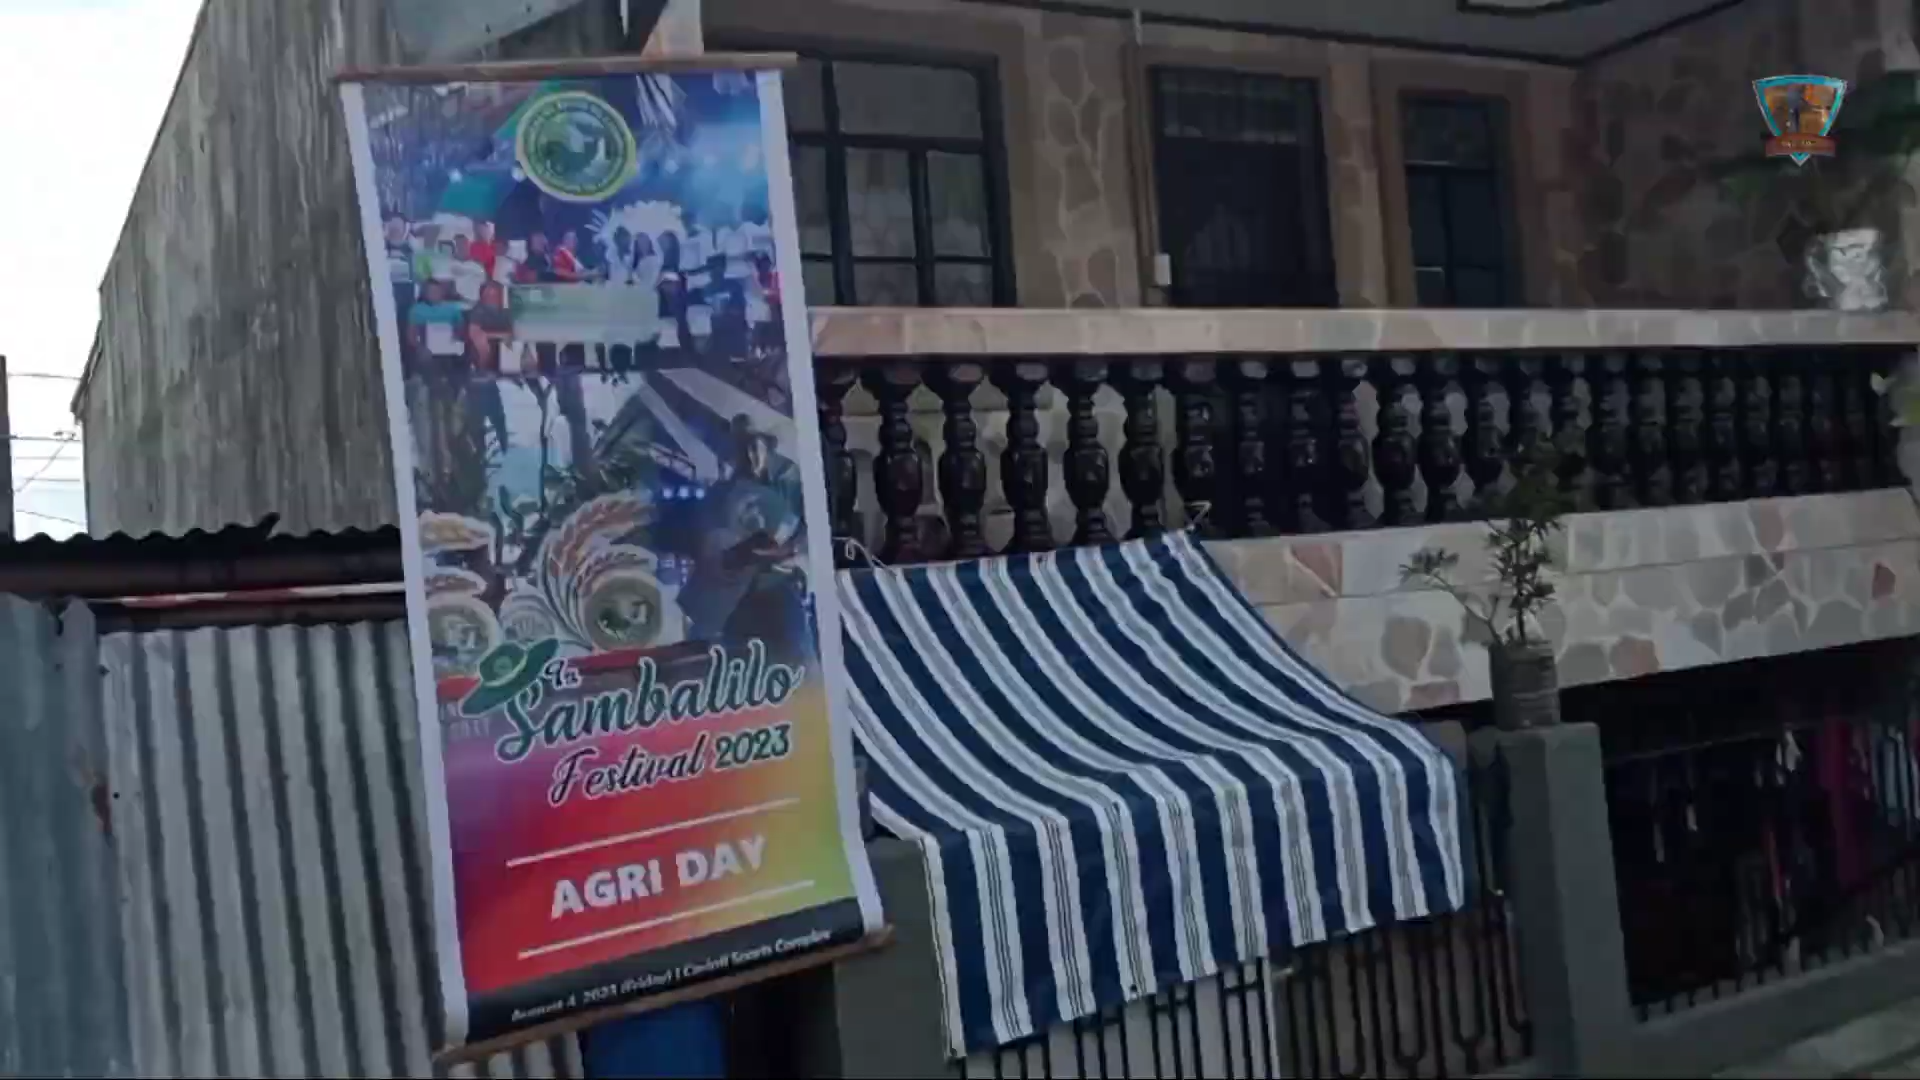 Sambalilo
Festival 2023
AGRI DAY
August 4, 2023 (Friday) | Sports Complex